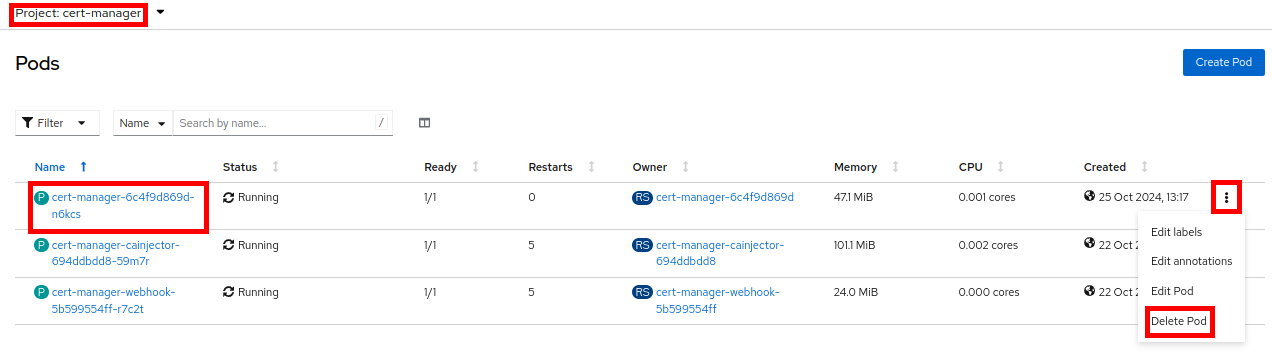 Project: cert-manager
Pods
Create Pod
Filter
Name
Search by name...
/
Name Status Ready Restarts Owner Memory CPU Created
P cert-manager-6c4f9d869d-n6kcs Running 1/1 0 RS cert-manager-6c4f9d869d 47.1 MiB 0.001 cores 25 Oct 2024, 13:17
P cert-manager-cainjector-694ddbdd8-59m7r Running 1/1 5 RS cert-manager-cainjector-694ddbdd8 101.1 MiB 0.002 cores 22 Oct 2
P cert-manager-webhook-5b599554ff-r7c2t Running 1/1 5 RS cert-manager-webhook-5b599554ff 24.0 MiB 0.000 cores 22 Oct 2
Edit labels
Edit annotations
Edit Pod
Delete Pod